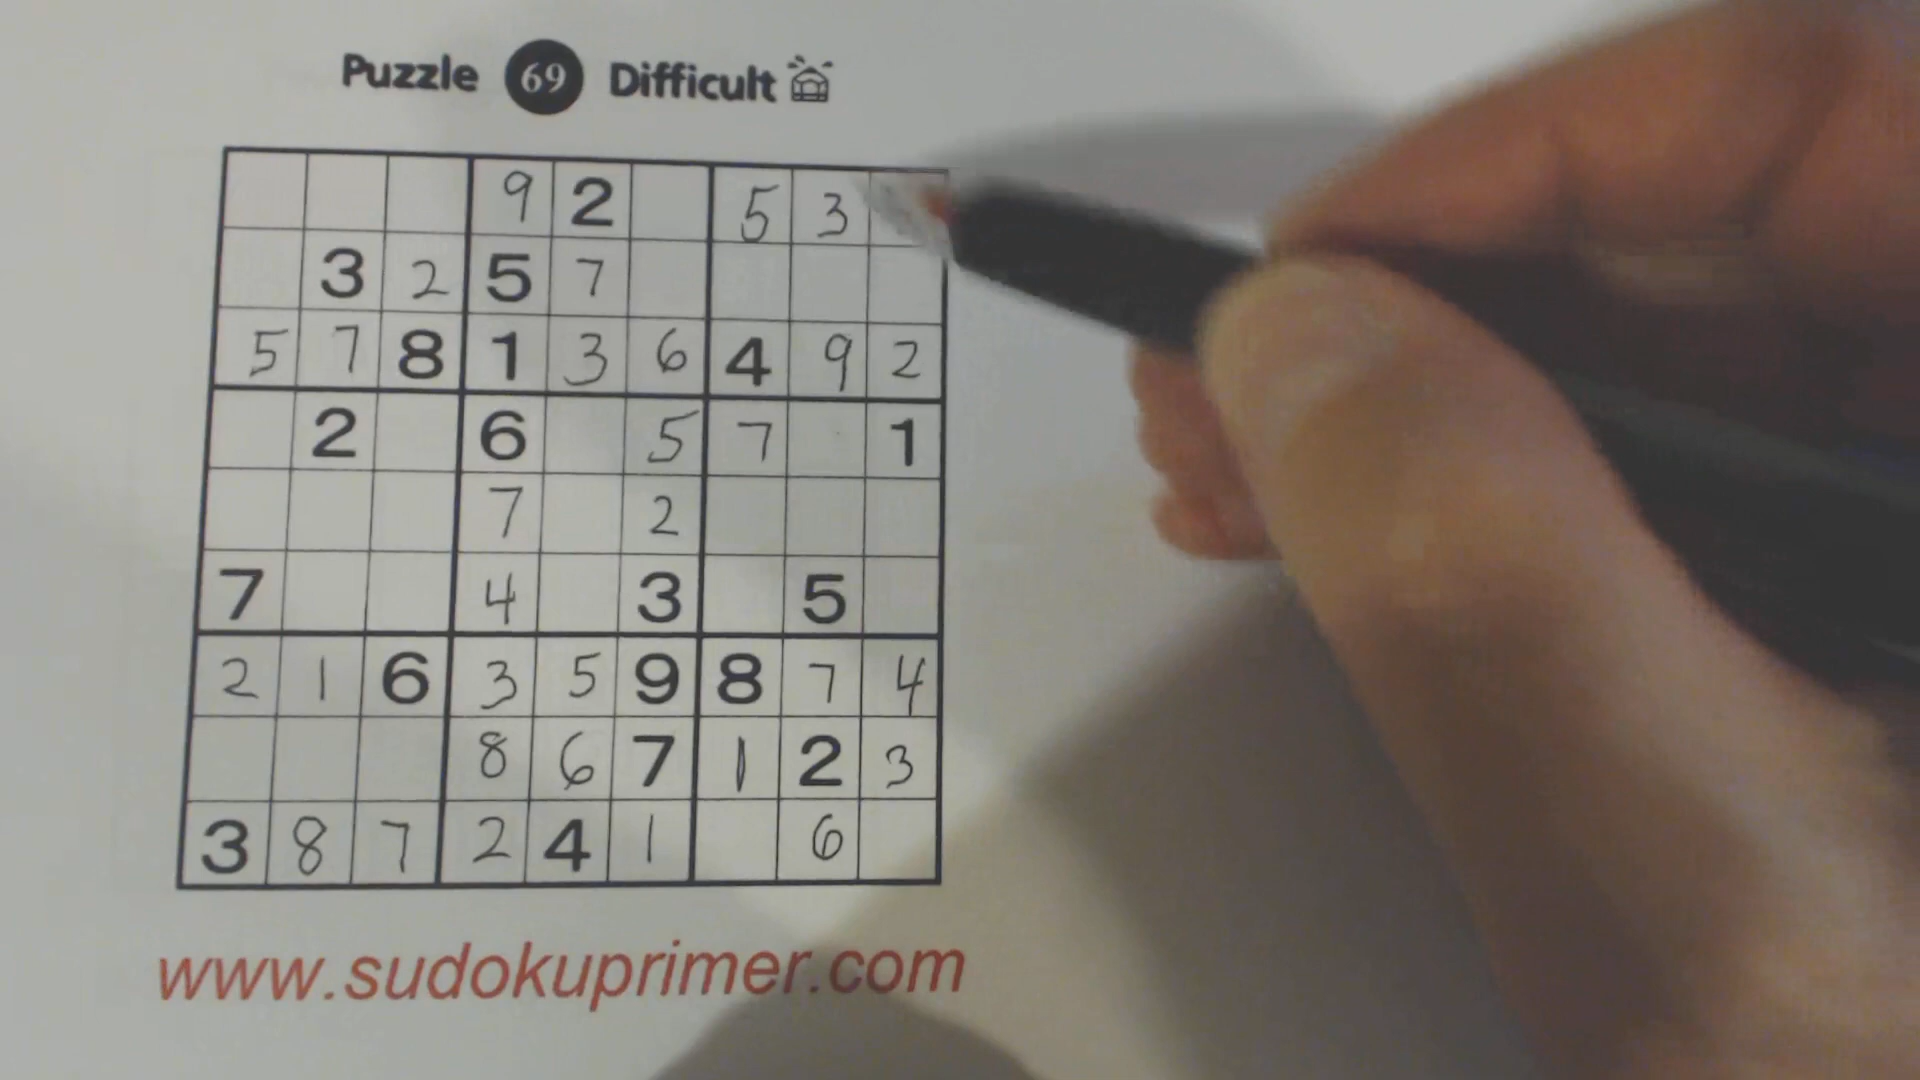 Puzzle 69 Difficult
9 2 5 3
3 2 5 7
5 7 8 1 3 6 4 9 2
2 6 5 7 1
7 2
7 4 3 5
2 1 6 3 5 9 8 7 4
8 6 7 1 2 3
3 8 7 2 4 1 6
www.sudokuprimer.com